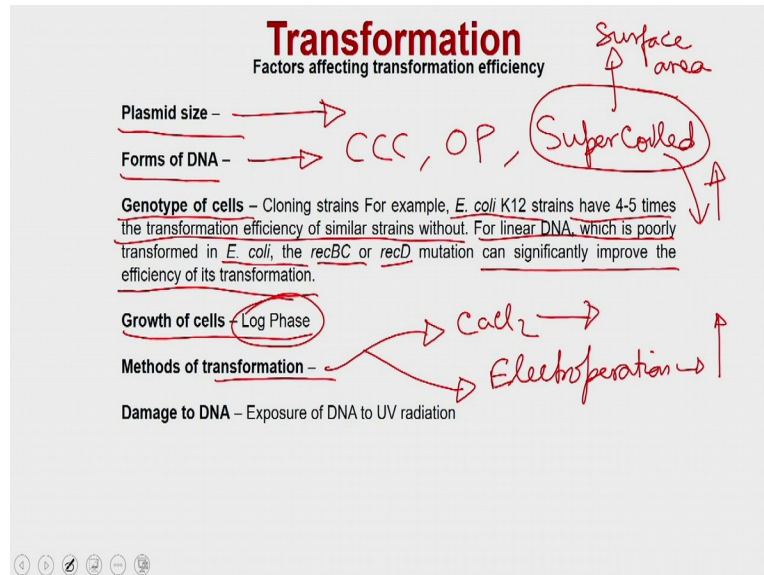 Transformation
Factors affecting transformation efficiency
Surface
area
Plasmid size –
Forms of DNA –
CCC, OP, Supercoiled
Genotype of cells – Cloning strains For example, E. coli K12 strains have 4-5 times
the transformation efficiency of similar strains without. For linear DNA, which is poorly
transformed in E. coli, the recBC or recD mutation can significantly improve the
efficiency of its transformation.
Growth of cells – Log Phase
CaCl2
Methods of transformation –
Electroperation
Damage to DNA – Exposure of DNA to UV radiation